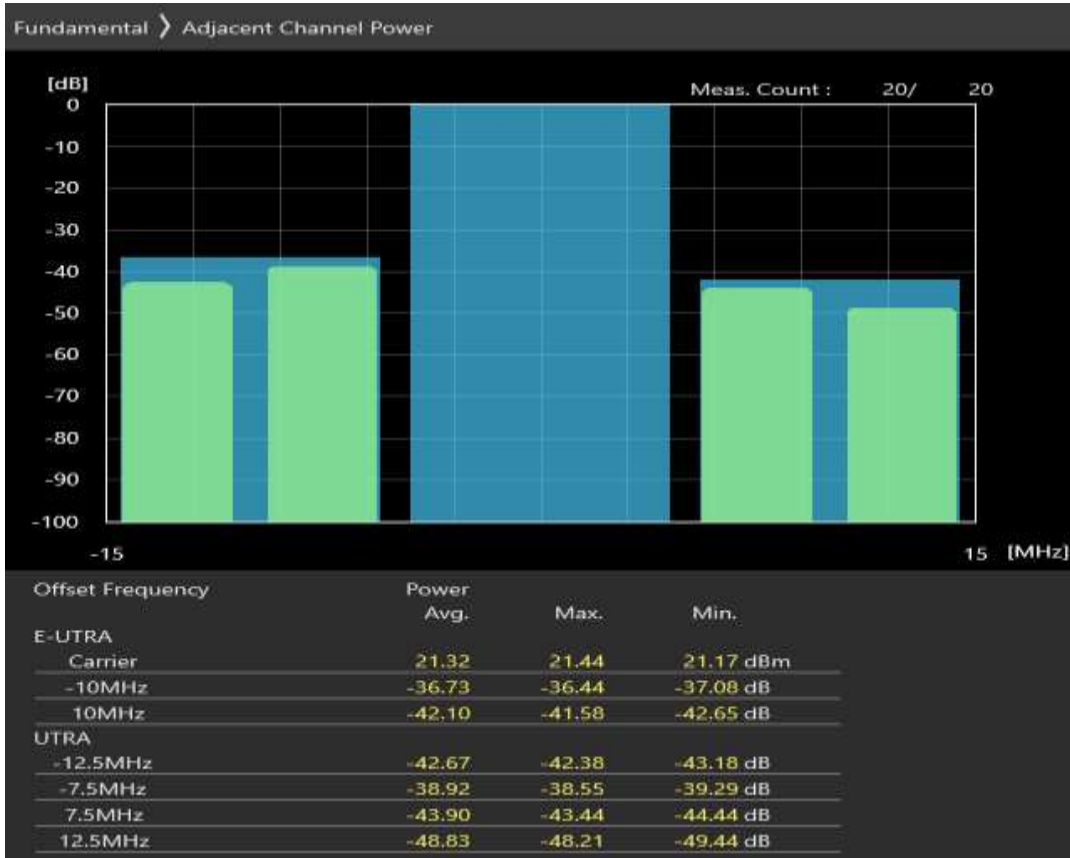 Fundamental ❯ Adjacent Channel Power
[dB]
Meas. Count : 20/ 20
0
-10
-20
-30
-40
-50
-60
-70
-80
-90
-100
-15 15 [MHz]
Offset Frequency Power
Avg. Max. Min.
E-UTRA
Carrier 21.32 21.44 21.17 dBm
-10MHz -36.73 -36.44 -37.08 dB
10MHz -42.10 -41.58 -42.65 dB
UTRA
-12.5MHz -42.67 -42.38 -43.18 dB
-7.5MHz -38.92 -38.55 -39.29 dB
7.5MHz -43.90 -43.44 -44.44 dB
12.5MHz -48.83 -48.21 -49.44 dB